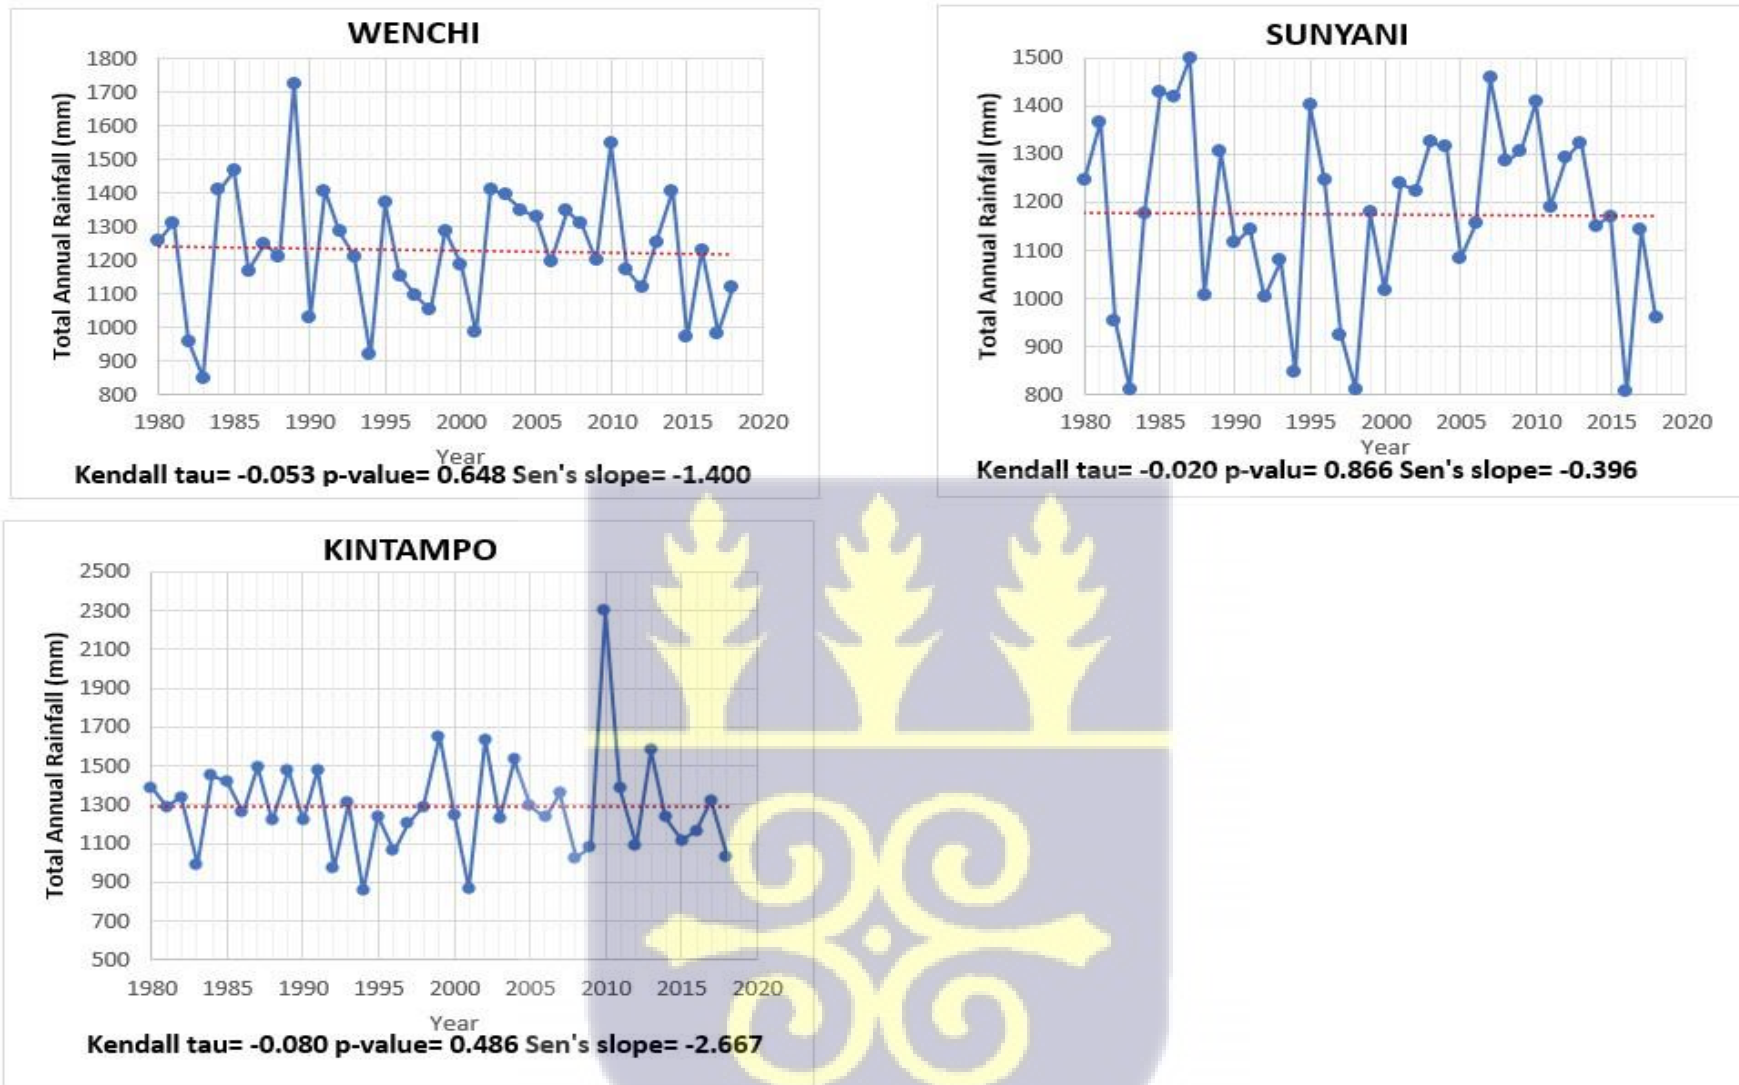 WENCHI
Total Annual Rainfall (mm)
1800
1700
1600
1500
1400
1300
1200
1100
1000
900
800
1980 1985 1990 1995 2000 2005 2010 2015 2020
Year
Kendall tau= -0.053 p-value= 0.648 Sen's slope= -1.400
SUNYANI
Total Annual Rainfall (mm)
1500
1400
1300
1200
1100
1000
900
800
1980 1985 1990 1995 2000 2005 2010 2015 2020
Year
Kendall tau= -0.020 p-valu= 0.866 Sen's slope= -0.396
KINTAMPO
Total Annual Rainfall (mm)
2500
2300
2100
1900
1700
1500
1300
1100
900
700
500
1980 1985 1990 1995 2000 2005 2010 2015 2020
Year
Kendall tau= -0.080 p-value= 0.486 Sen's slope= -2.667